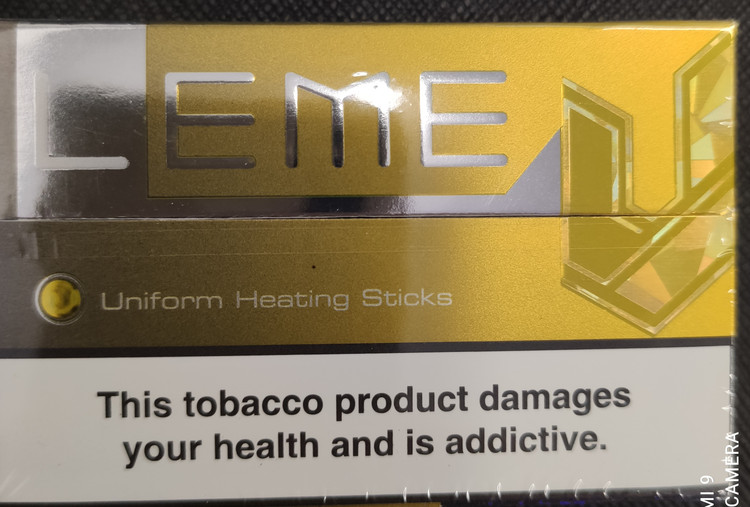 LEME
Uniform Heating Sticks
This tobacco product damages
your health and is addictive.
MI 9
CAMERA